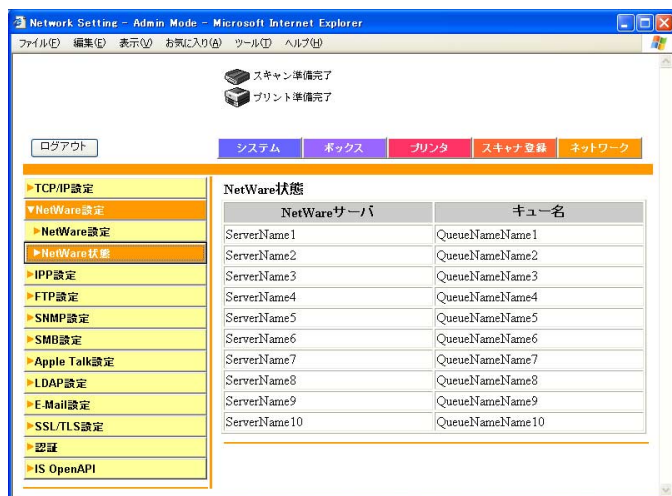 Network Setting - Admin Mode - Microsoft Internet Explorer
ファイル(F) 編集(E) 表示(V) お気に入り(A) ツール(T) ヘルプ(H)
スキャン準備完了
プリント準備完了
ログアウト
システム ボックス プリンタ スキャナ登録 ネットワーク
TCP/IP設定
NetWare設定
NetWare設定
NetWare状態
IPP設定
FTP設定
SNMP設定
SMB設定
Apple Talk設定
LDAP設定
E-Mail設定
SSL/TLS設定
認証
IS OpenAPI
NetWare状態
NetWareサーバ キュー名
ServerName1 QueueNameName1
ServerName2 QueueNameName2
ServerName3 QueueNameName3
ServerName4 QueueNameName4
ServerName5 QueueNameName5
ServerName6 QueueNameName6
ServerName7 QueueNameName7
ServerName8 QueueNameName8
ServerName9 QueueNameName9
ServerName10 QueueNameName10